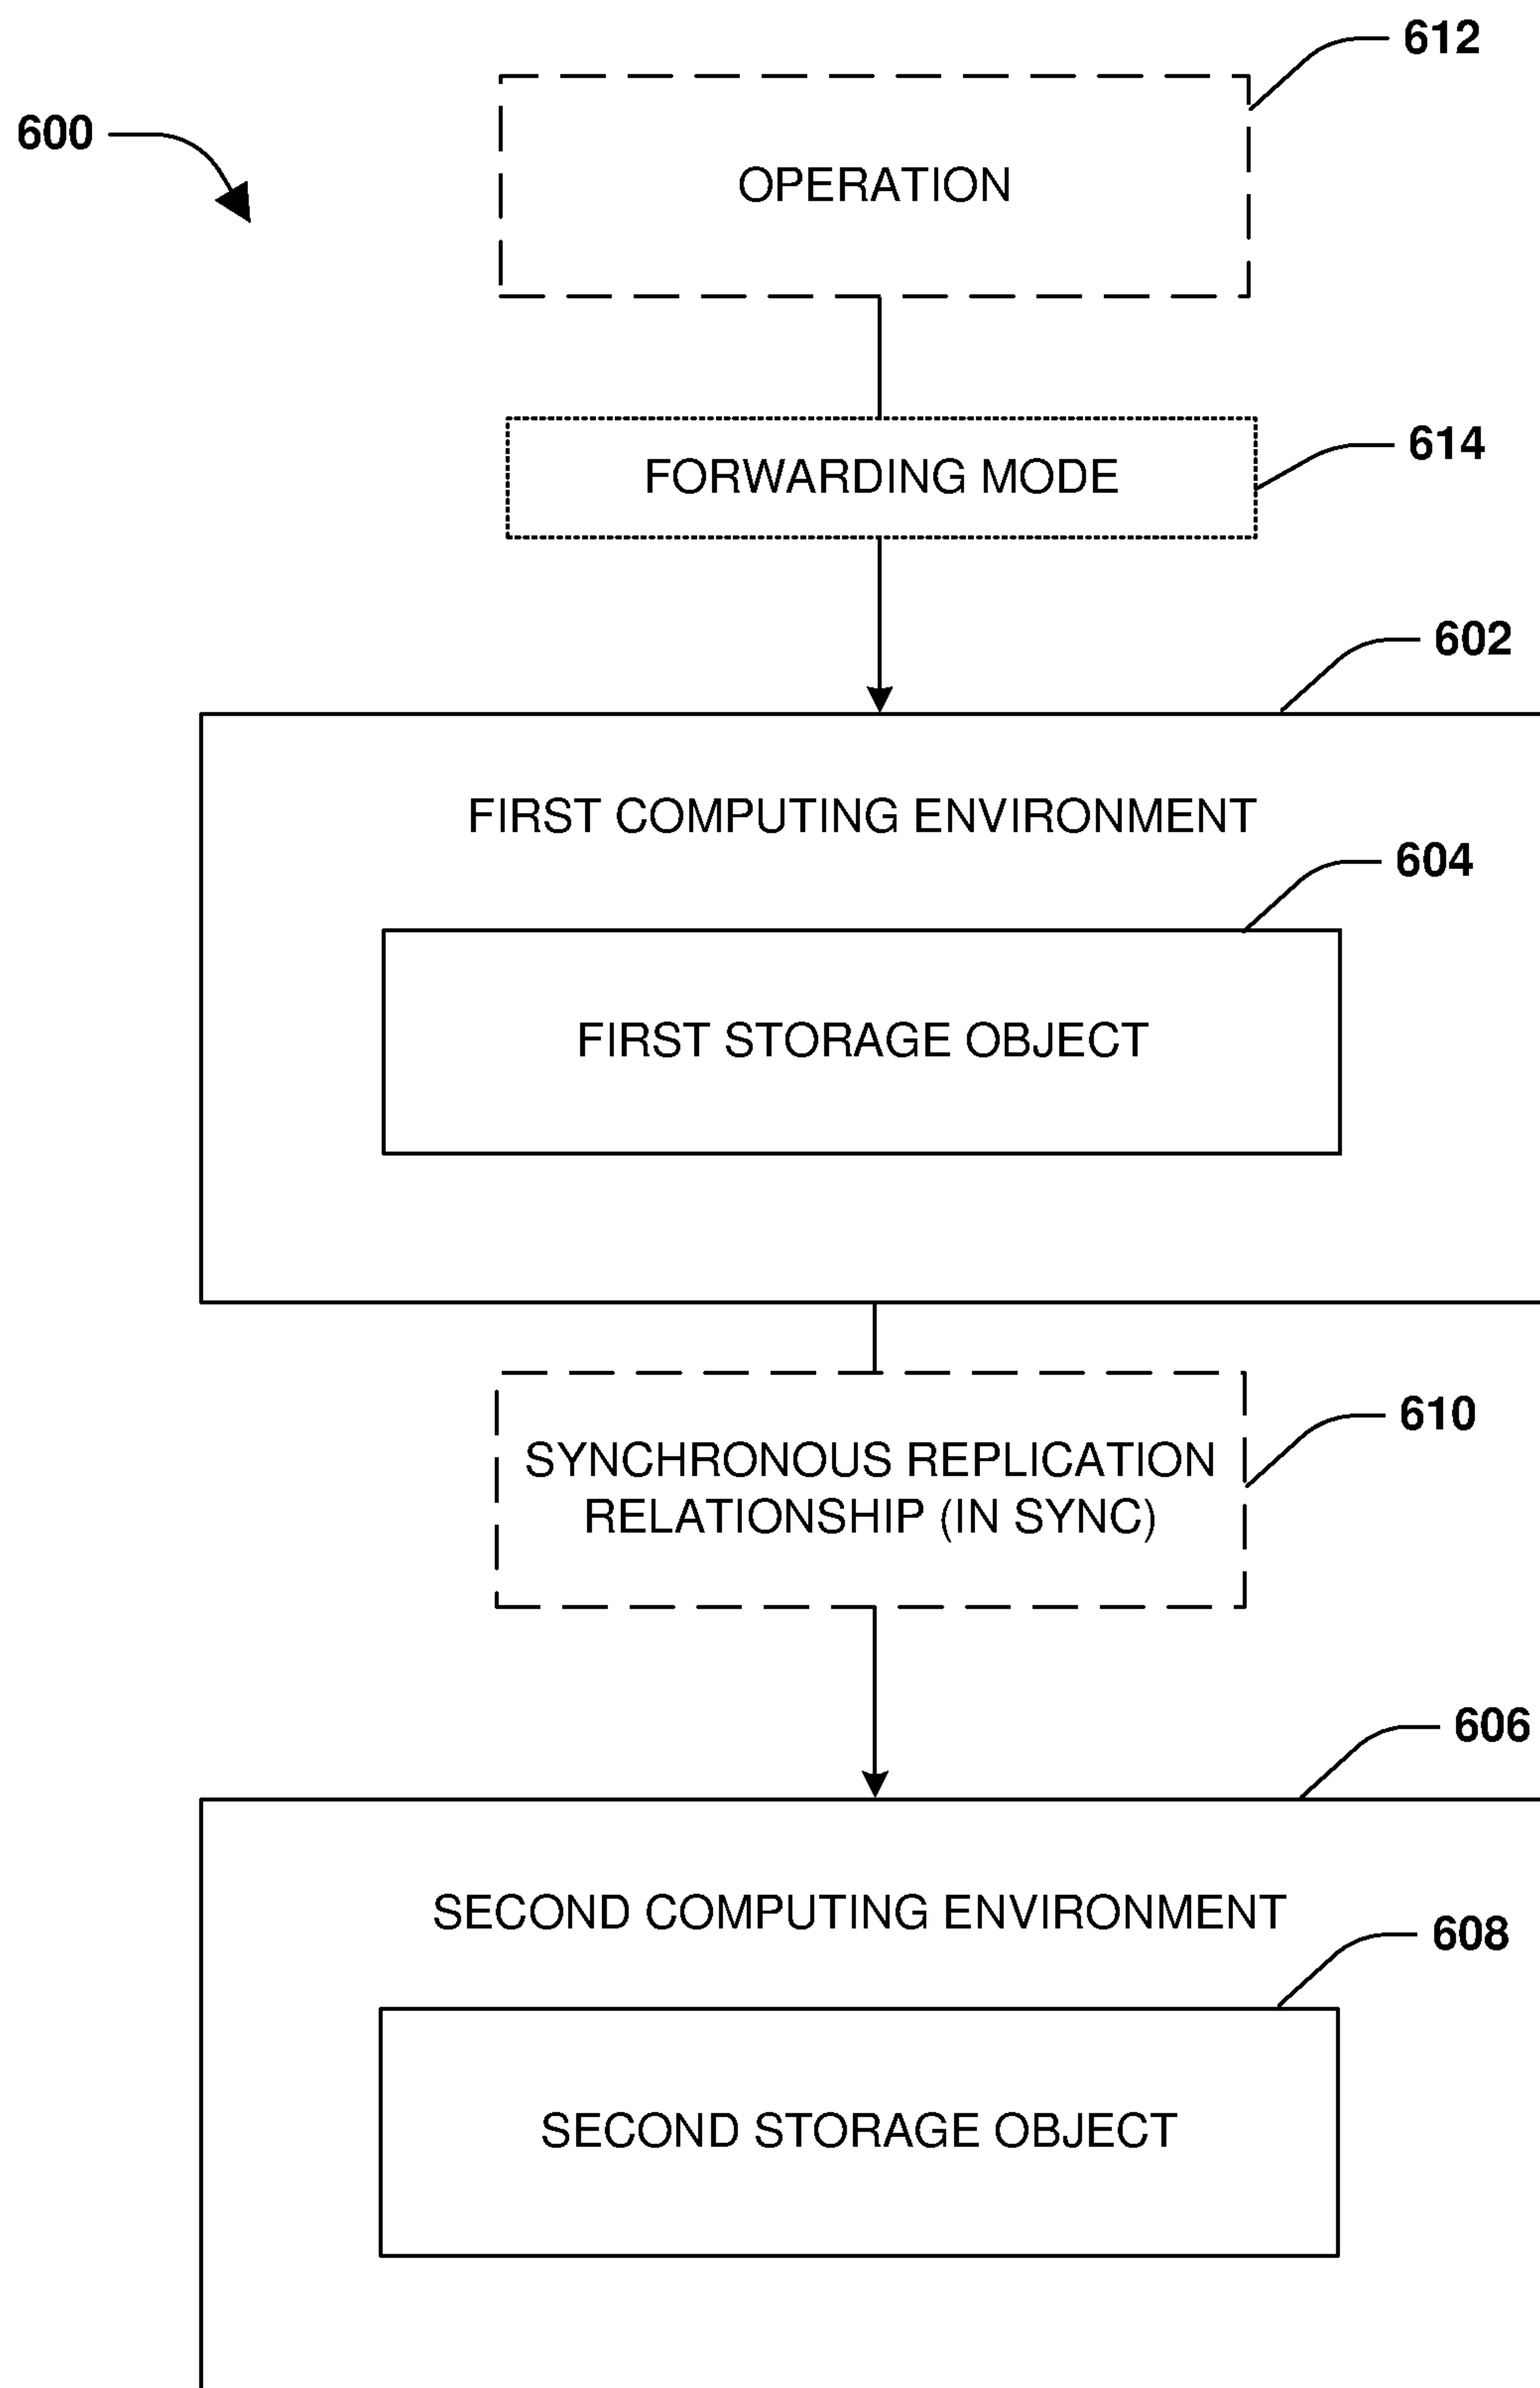 612
600
OPERATION
614
FORWARDING MODE
602
FIRST COMPUTING ENVIRONMENT
604
FIRST STORAGE OBJECT
610
SYNCHRONOUS REPLICATION
RELATIONSHIP (IN SYNC)
606
SECOND COMPUTING ENVIRONMENT
608
SECOND STORAGE OBJECT